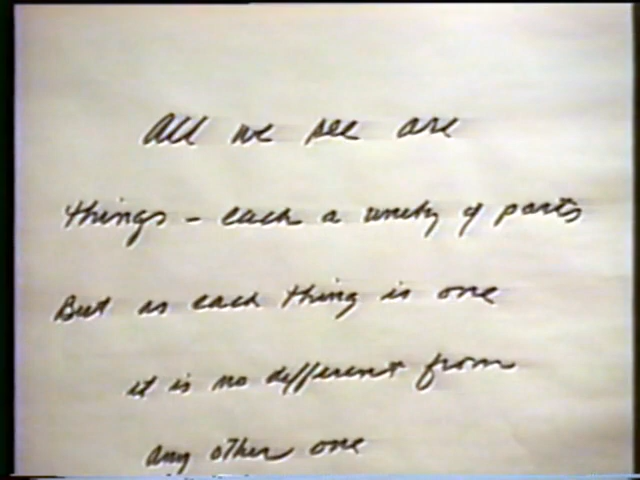 All we see are
things - each a unity of parts
But as each thing is one
it is no different from
any other one